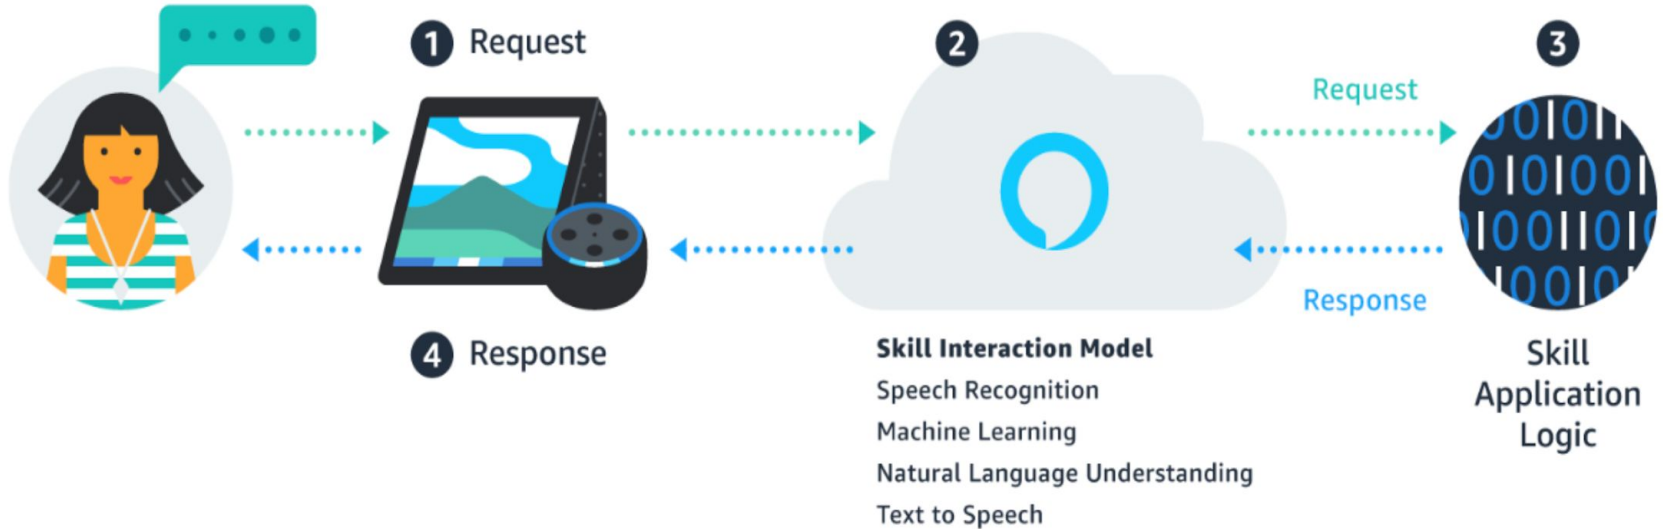 1 Request
2
3
Request
Response
4 Response
Skill Interaction Model
Speech Recognition
Machine Learning
Natural Language Understanding
Text to Speech
Skill
Application
Logic